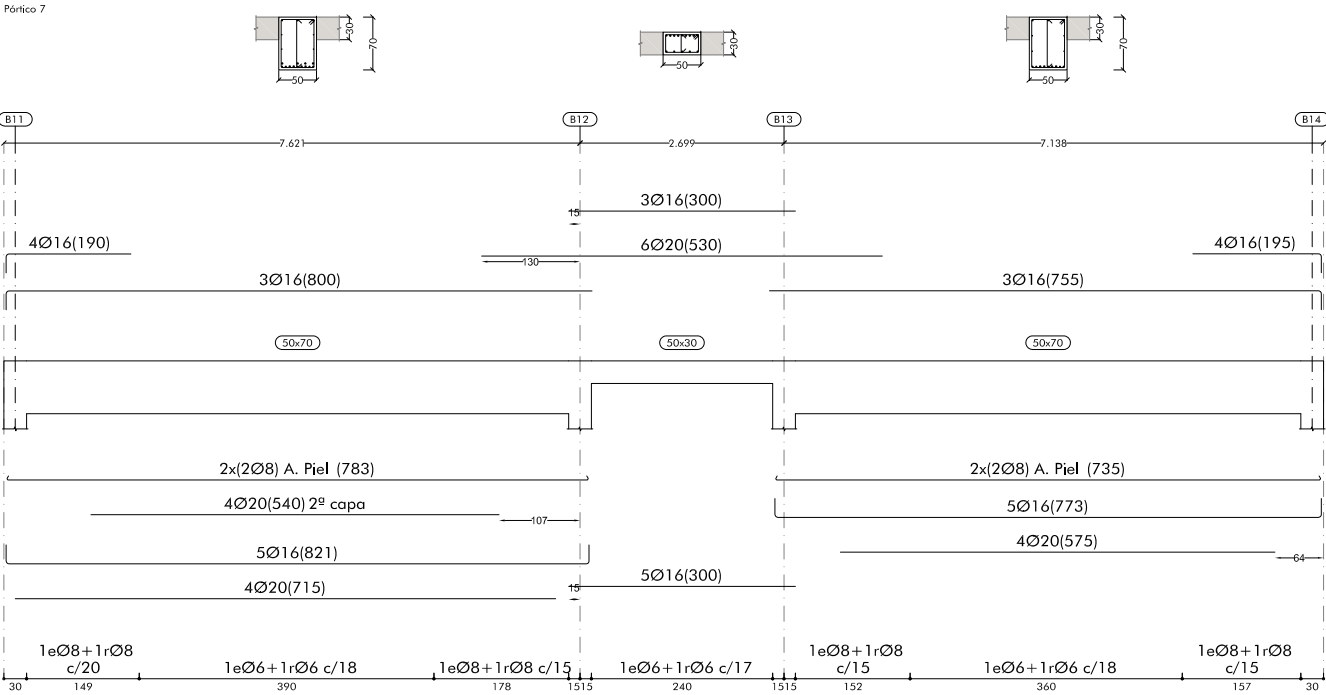 Pórtico 7
30
70
50
30
50
30
70
50
B11
B12
B13
B14
7.621
2.699
7.138
3Ø16(300)
15
4Ø16(190)
6Ø20(530)
4Ø16(195)
130
3Ø16(800)
3Ø16(755)
50x70
50x30
50x70
2x(2Ø8) A. Piel (783)
2x(2Ø8) A. Piel (735)
4Ø20(540) 2ª capa
5Ø16(773)
107
4Ø20(575)
5Ø16(821)
64
5Ø16(300)
4Ø20(715)
15
1eØ8+1rØ8
c/20
1eØ6+1rØ6 c/18
1eØ8+1rØ8 c/15
1eØ6+1rØ6 c/17
1eØ8+1rØ8
c/15
1eØ6+1rØ6 c/18
1eØ8+1rØ8
c/15
30
149
390
178
1515
240
1515
152
360
157
30